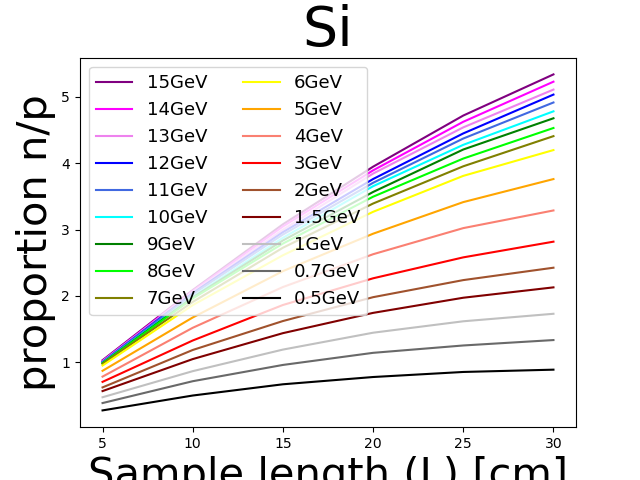 Si
proportion n/p
5
4
3
2
1
15GeV
14GeV
13GeV
12GeV
11GeV
10GeV
9GeV
8GeV
7GeV
6GeV
5GeV
4GeV
3GeV
2GeV
1.5GeV
1GeV
0.7GeV
0.5GeV
5 10 15 20 25 30
Sample length (L) [cm]